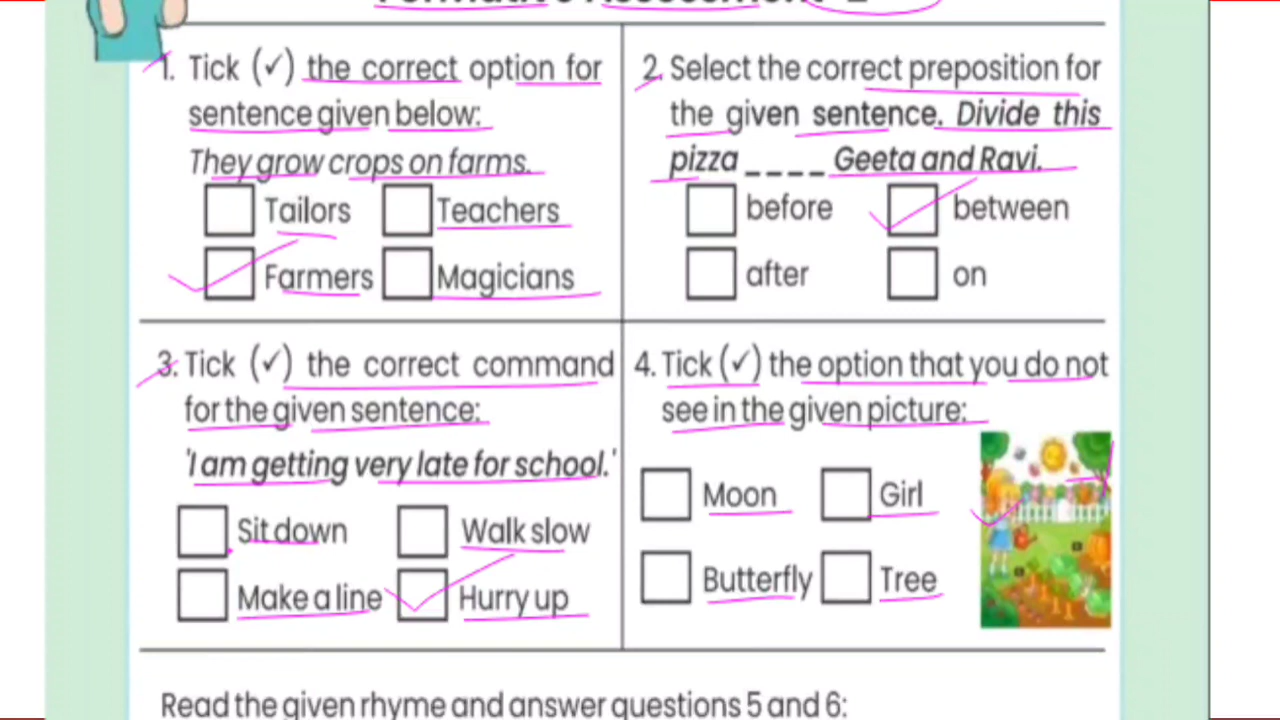 Formative Assessment -2
1. Tick (✓) the correct option for
sentence given below:
They grow crops on farms.
Tailors
Teachers
Farmers
Magicians
2. Select the correct preposition for
the given sentence. Divide this
pizza _ _ _ _ Geeta and Ravi.
before
between
after
on
3. Tick (✓) the correct command
for the given sentence:
'I am getting very late for school.'
Sit down
Walk slow
Make a line
Hurry up
4. Tick (✓) the option that you do not
see in the given picture:
Moon
Girl
Butterfly
Tree
Read the given rhyme and answer questions 5 and 6: